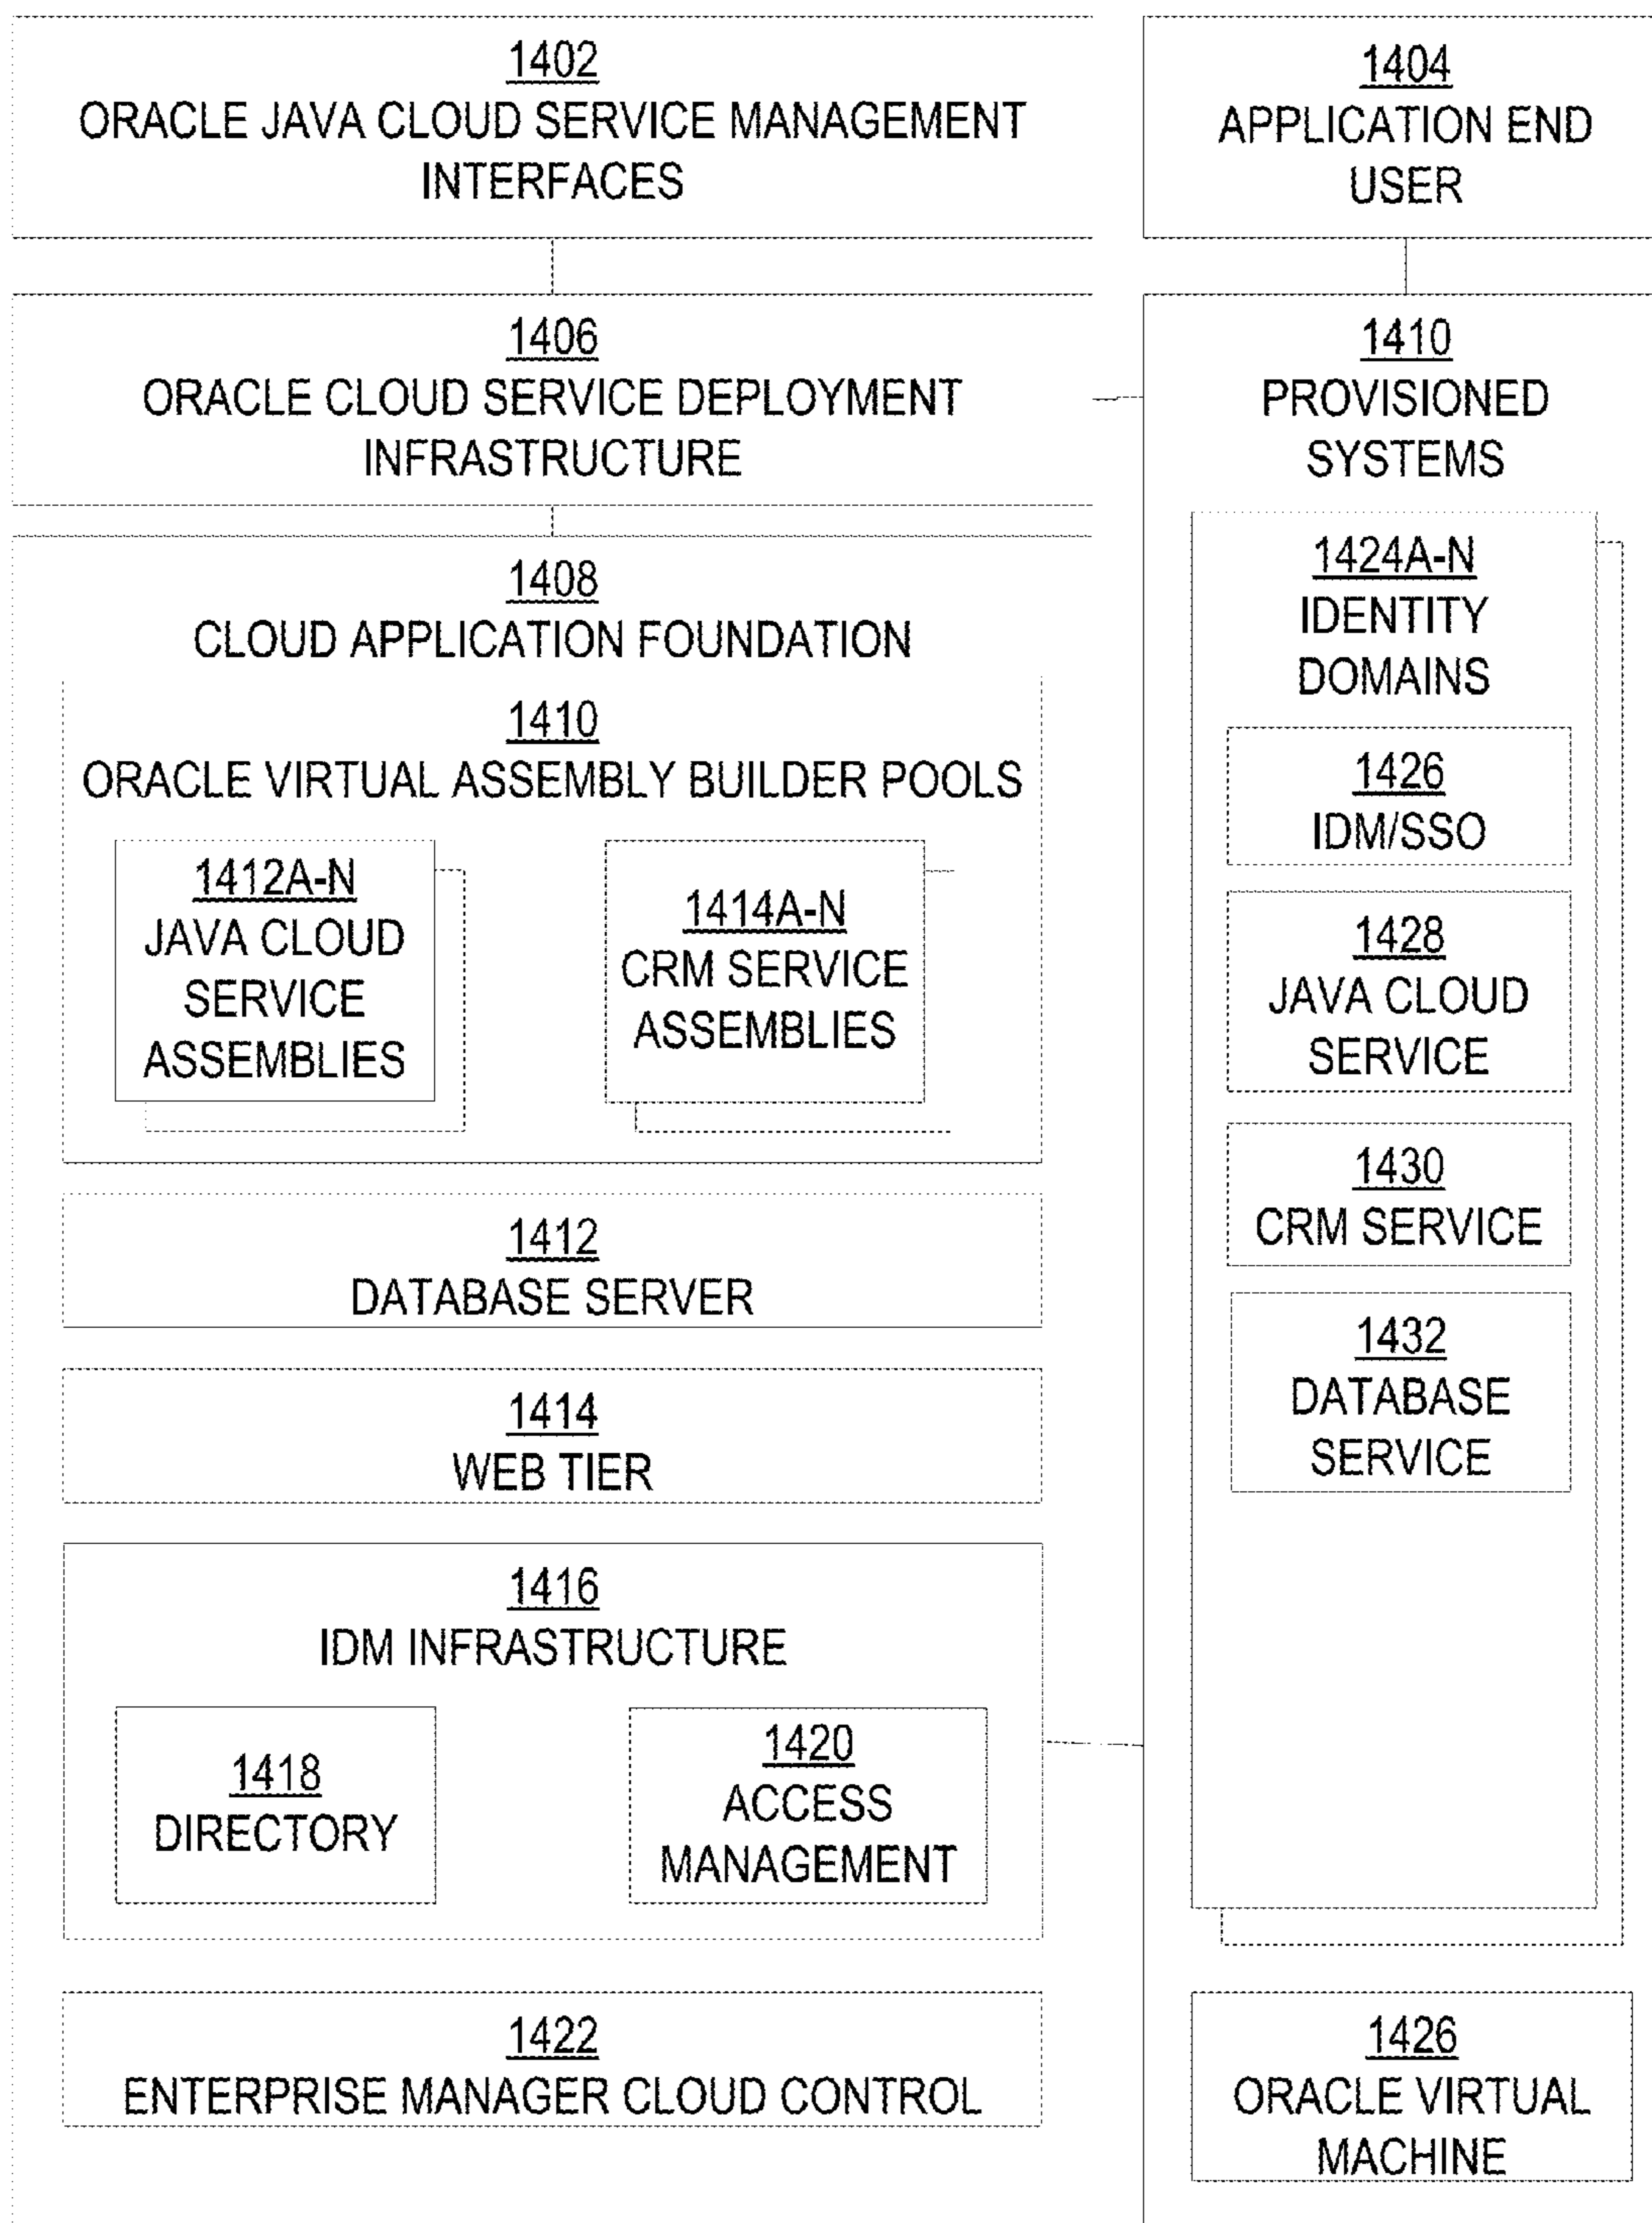 1402
ORACLE JAVA CLOUD SERVICE MANAGEMENT
INTERFACES
1404
APPLICATION END
USER
1406
ORACLE CLOUD SERVICE DEPLOYMENT
INFRASTRUCTURE
1408
CLOUD APPLICATION FOUNDATION
1410
ORACLE VIRTUAL ASSEMBLY BUILDER POOLS
1412A-N
JAVA CLOUD
SERVICE
ASSEMBLIES
1414A-N
CRM SERVICE
ASSEMBLIES
1412
DATABASE SERVER
1414
WEB TIER
1416
IDM INFRASTRUCTURE
1418
DIRECTORY
1420
ACCESS
MANAGEMENT
1422
ENTERPRISE MANAGER CLOUD CONTROL
1410
PROVISIONED
SYSTEMS
1424A-N
IDENTITY
DOMAINS
1426
IDM/SSO
1428
JAVA CLOUD
SERVICE
1430
CRM SERVICE
1432
DATABASE
SERVICE
1426
ORACLE VIRTUAL
MACHINE